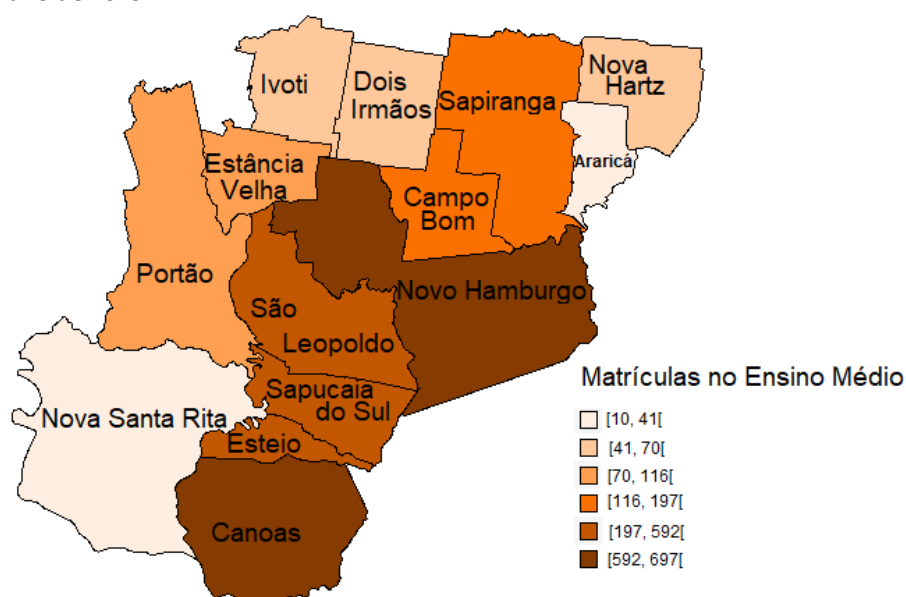 Nova
Hartz
Ivoti
Dois
Irmãos
Sapiranga
Araricá
Estância
Velha
Campo
Bom
Portão
Novo Hamburgo
São
Leopoldo
Sapucaia
do Sul
Nova Santa Rita
Esteio
Canoas
Matrículas no Ensino Médio
[10, 41[
[41, 70[
[70, 116[
[116, 197[
[197, 592[
[592, 697[